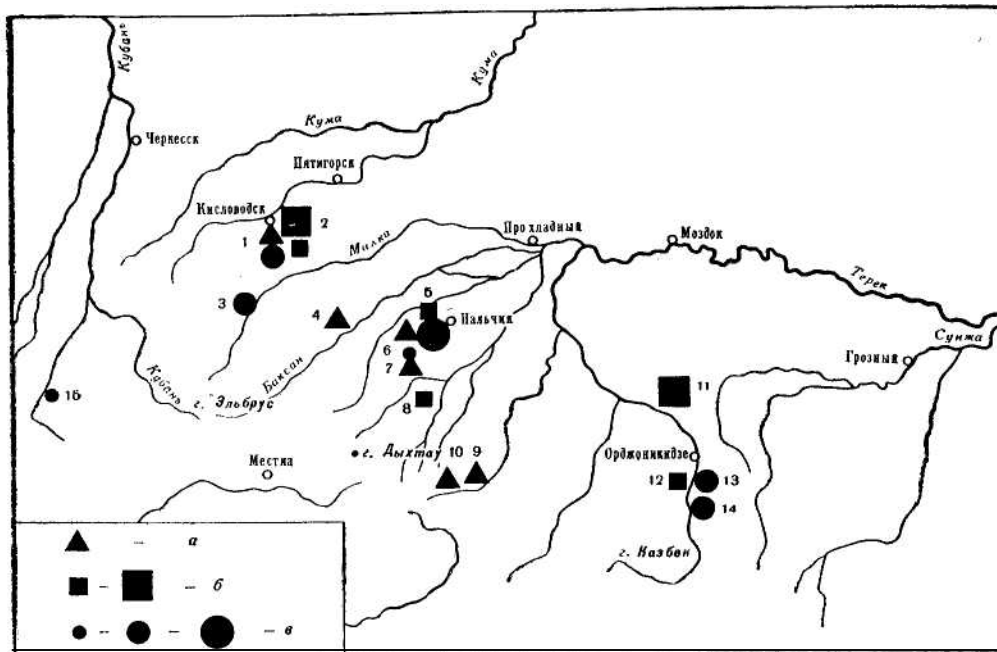 Кубань
Кума
Кума
Черкесск
Пятигорск
Кисловодск
2
1
Прохладный
Моздок
Малка
Терек
3
4
5
Нальчик
Сунжа
6
Грозный
Баксан
7
Кубань
15
г. Эльбрус
8
11
г. Дыхтау
10 9
Орджоникидзе
Местиа
12
13
14
г. Казбек
– а
– – б
– – – в